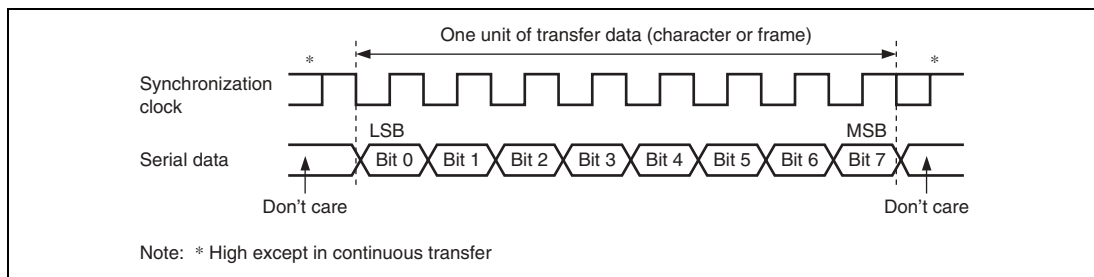 One unit of transfer data (character or frame)
* *
Synchronization
clock
LSB MSB
Serial data Bit 0 Bit 1 Bit 2 Bit 3 Bit 4 Bit 5 Bit 6 Bit 7
Don't care Don't care
Note: * High except in continuous transfer